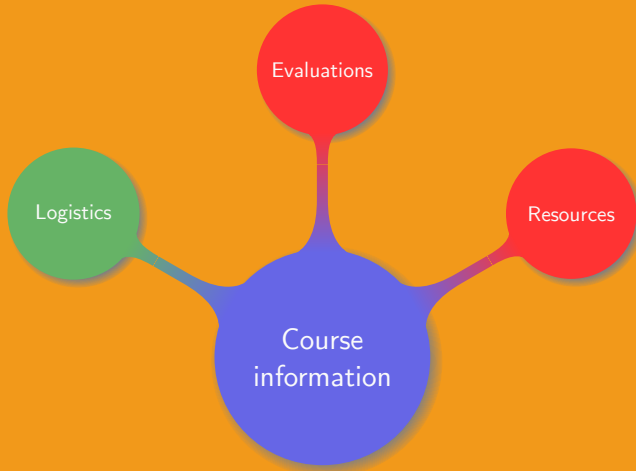 Evaluations
Logistics
Resources
Course
information